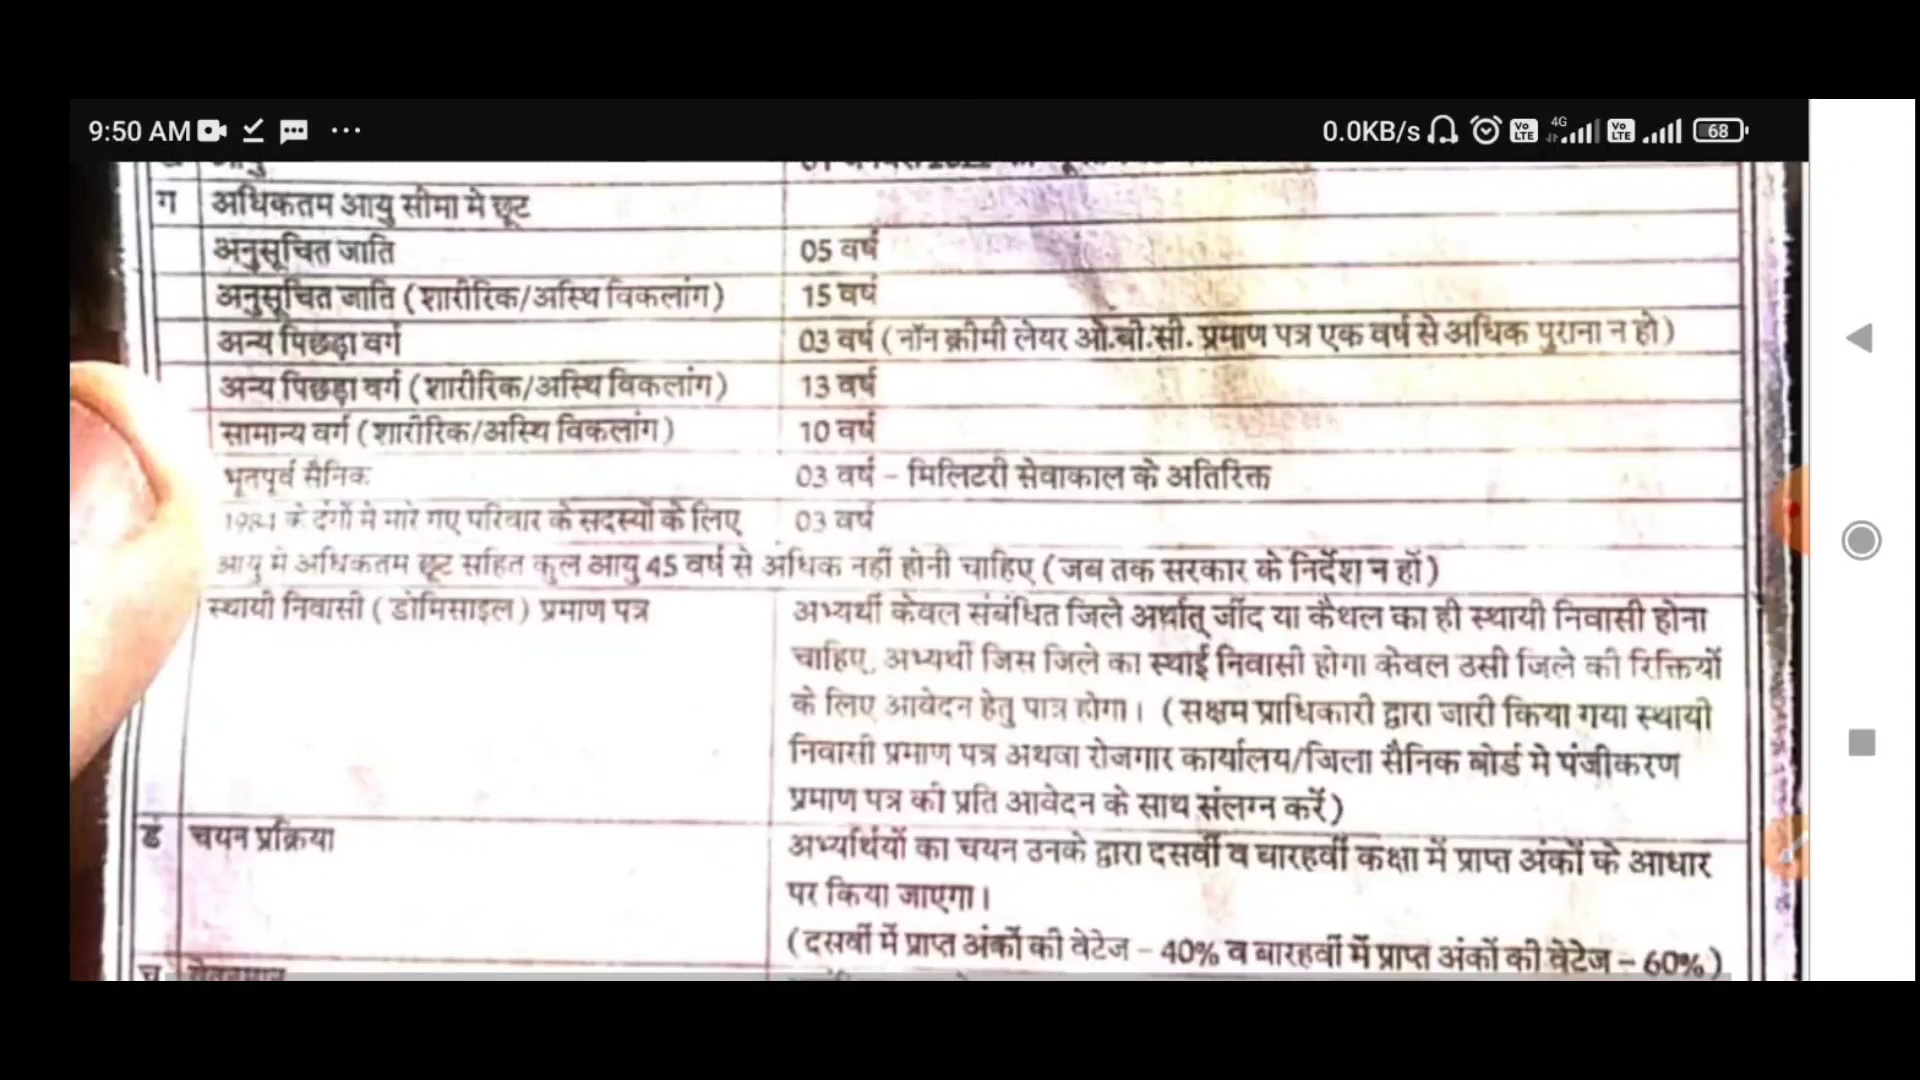 9:50 AM
0.0KB/s
4G
Vo LTE
Vo LTE
68
ग अधिकतम आयु सीमा मे छूट
अनुसूचित जाति 05 वर्ष
अनुसूचित जाति (शारीरिक/अस्थि विकलांग) 15 वर्ष
अन्य पिछड़ा वर्ग 03 वर्ष (नॉन क्रीमी लेयर ओ.बी.सी. प्रमाण पत्र एक वर्ष से अधिक पुराना न हो)
अन्य पिछड़ा वर्ग (शारीरिक/अस्थि विकलांग) 13 वर्ष
सामान्य वर्ग (शारीरिक/अस्थि विकलांग) 10 वर्ष
भूतपूर्व सैनिक 03 वर्ष – मिलिटरी सेवाकाल के अतिरिक्त
1984 के दंगों मे मारे गए परिवार के सदस्यों के लिए 03 वर्ष
आयु मे अधिकतम छूट सहित कुल आयु 45 वर्ष से अधिक नहीं होनी चाहिए (जब तक सरकार के निर्देश न हों)
स्थायी निवासी (डोमिसाइल) प्रमाण पत्र अभ्यर्थी केवल संबंधित जिले अर्थात् जींद या कैथल का ही स्थायी निवासी होना
चाहिए, अभ्यर्थी जिस जिले का स्थाई निवासी होगा केवल उसी जिले की रिक्तियों
के लिए आवेदन हेतु पात्र होगा। (सक्षम प्राधिकारी द्वारा जारी किया गया स्थायी
निवासी प्रमाण पत्र अथवा रोजगार कार्यालय/जिला सैनिक बोर्ड मे पंजीकरण
प्रमाण पत्र की प्रति आवेदन के साथ संलग्न करें)
ड चयन प्रक्रिया अभ्यर्थियों का चयन उनके द्वारा दसवीं व बारहवीं कक्षा में प्राप्त अंकों के आधार
पर किया जाएगा।
(दसवीं में प्राप्त अंकों की वेटेज – 40% व बारहवीं में प्राप्त अंकों की वेटेज – 60%)